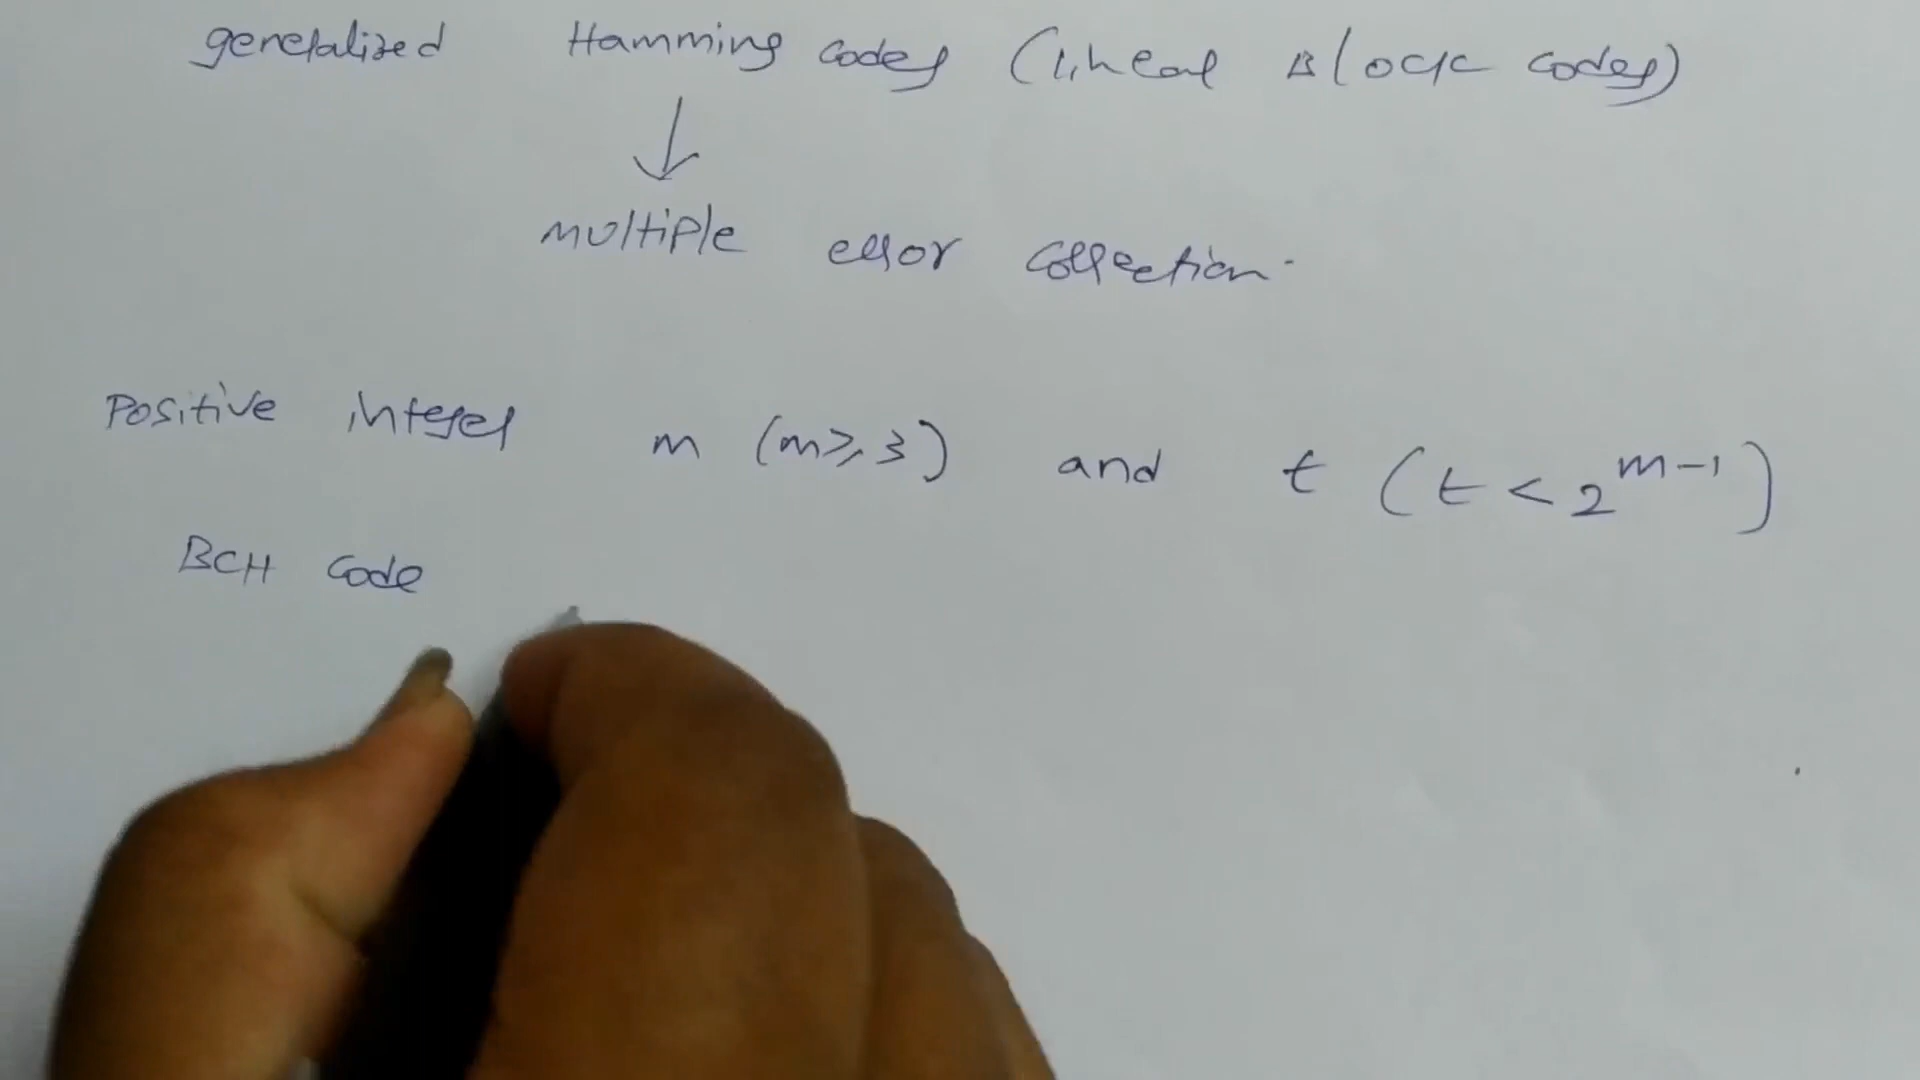 generalized Hamming codes (Linear Block codes)
↓
multiple error correction.
Positive integer m (m ≥ 3) and t (t < 2^{m-1})
BCH code